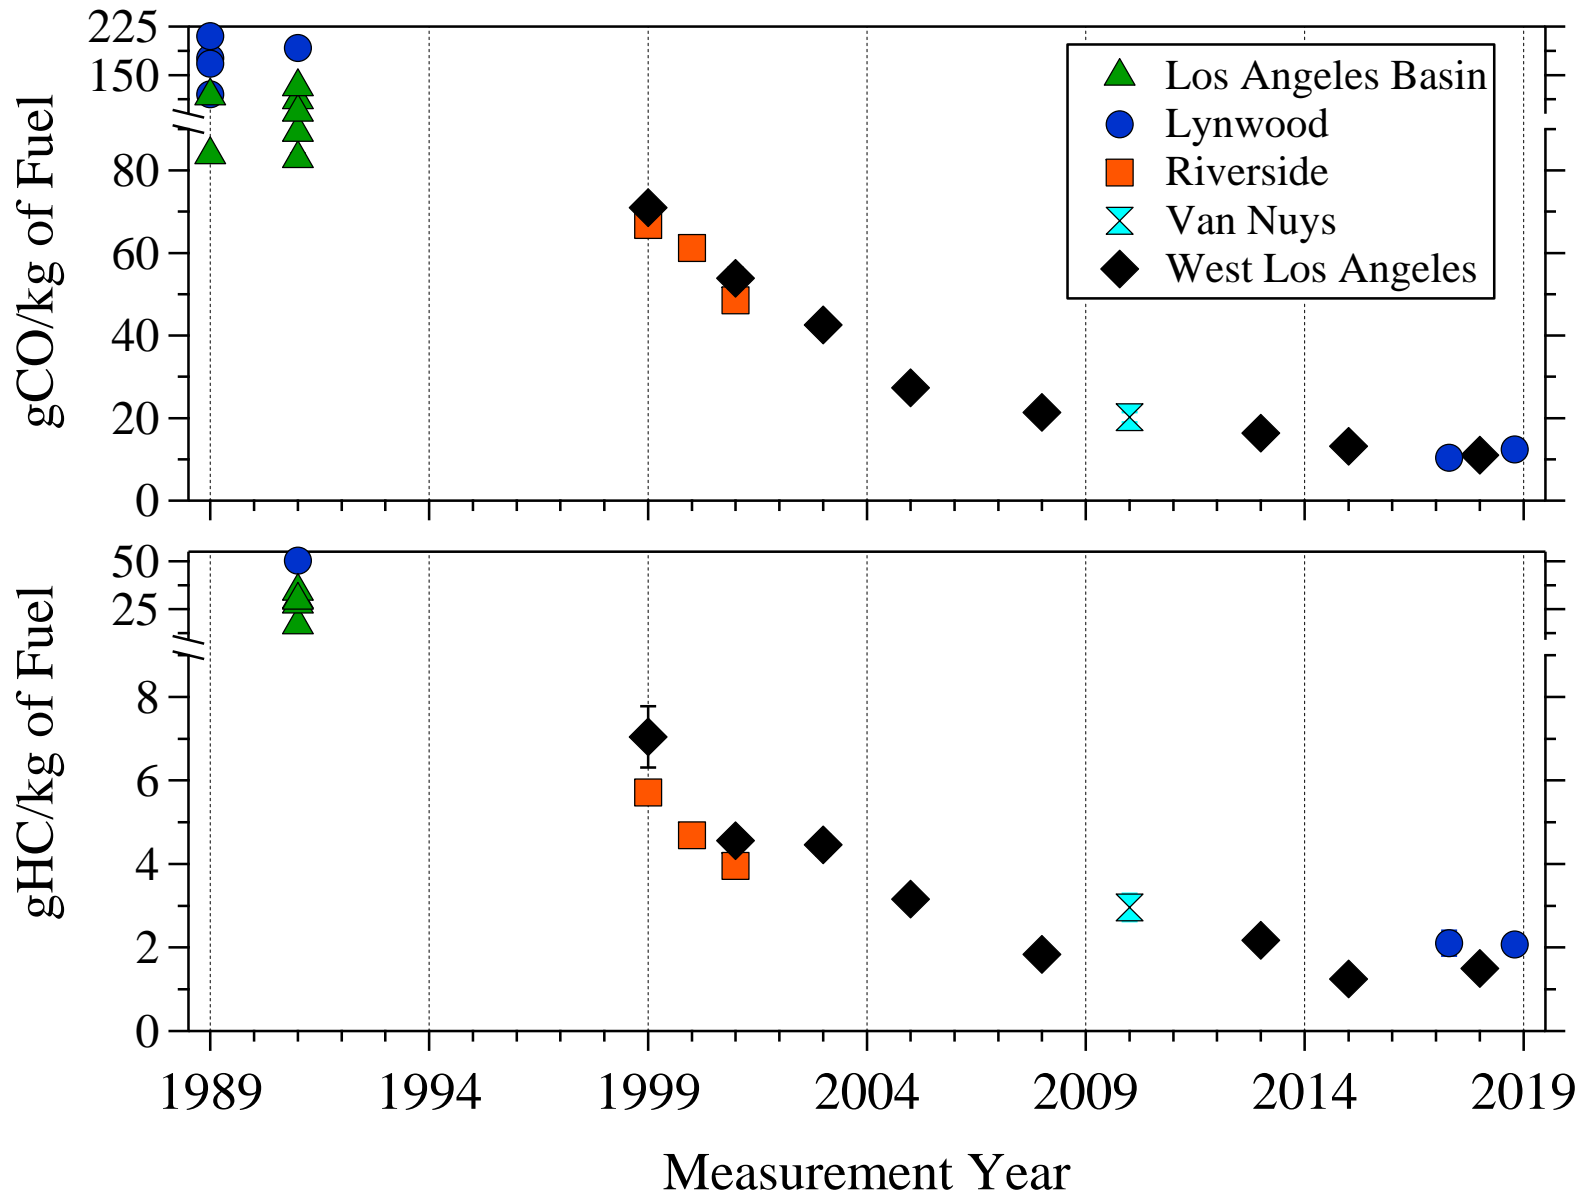 225
150
80
60
40
20
0
gCO/kg of Fuel
Los Angeles Basin
Lynwood
Riverside
Van Nuys
West Los Angeles
50
25
8
6
4
2
0
gHC/kg of Fuel
1989 1994 1999 2004 2009 2014 2019
Measurement Year